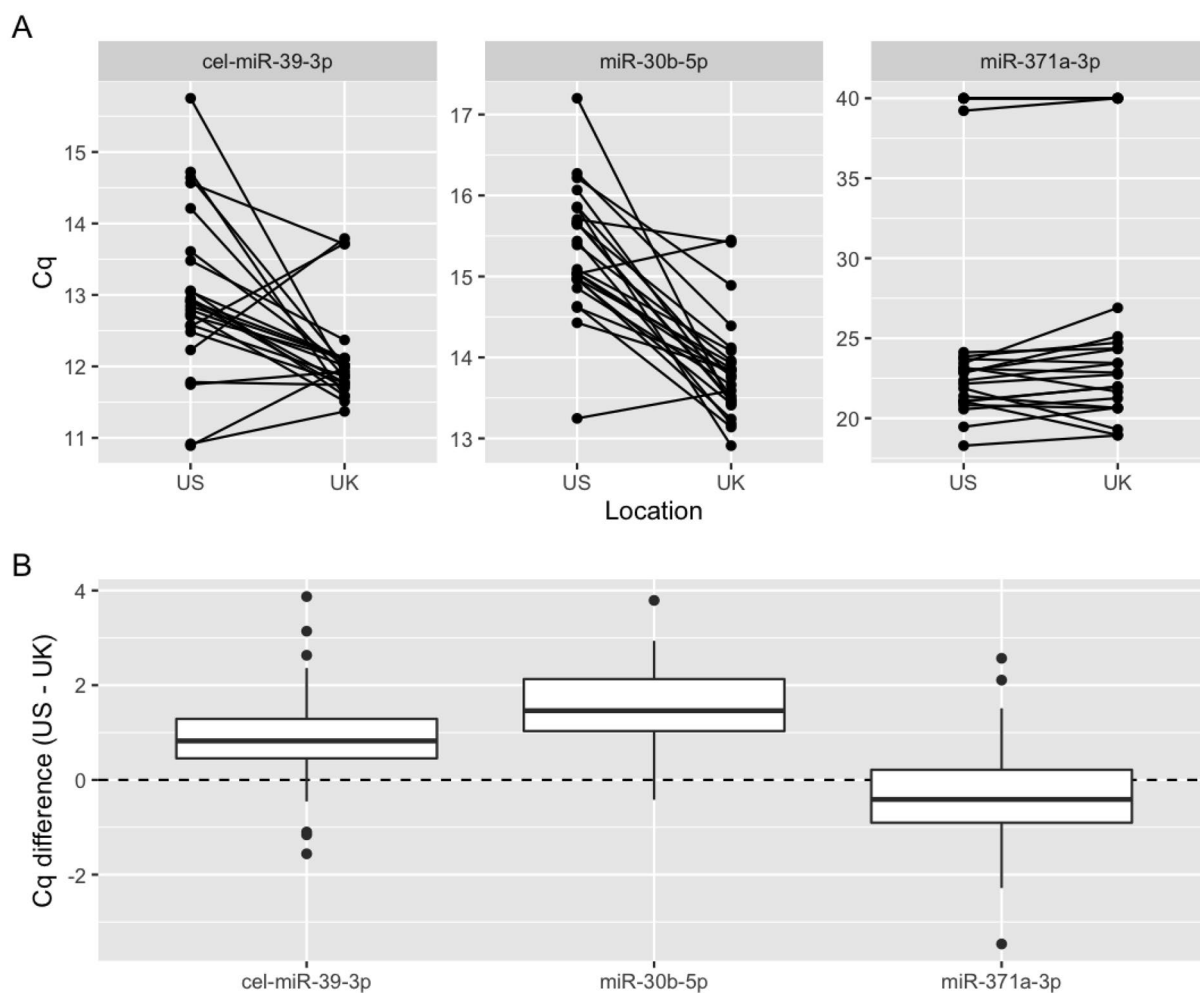 A
cel-miR-39-3p
miR-30b-5p
miR-371a-3p
Cq
15
14
13
12
11
17
16
15
14
13
40
35
30
25
20
US
UK
US
UK
US
UK
Location
B
Cq difference (US - UK)
4
2
0
-2
cel-miR-39-3p
miR-30b-5p
miR-371a-3p